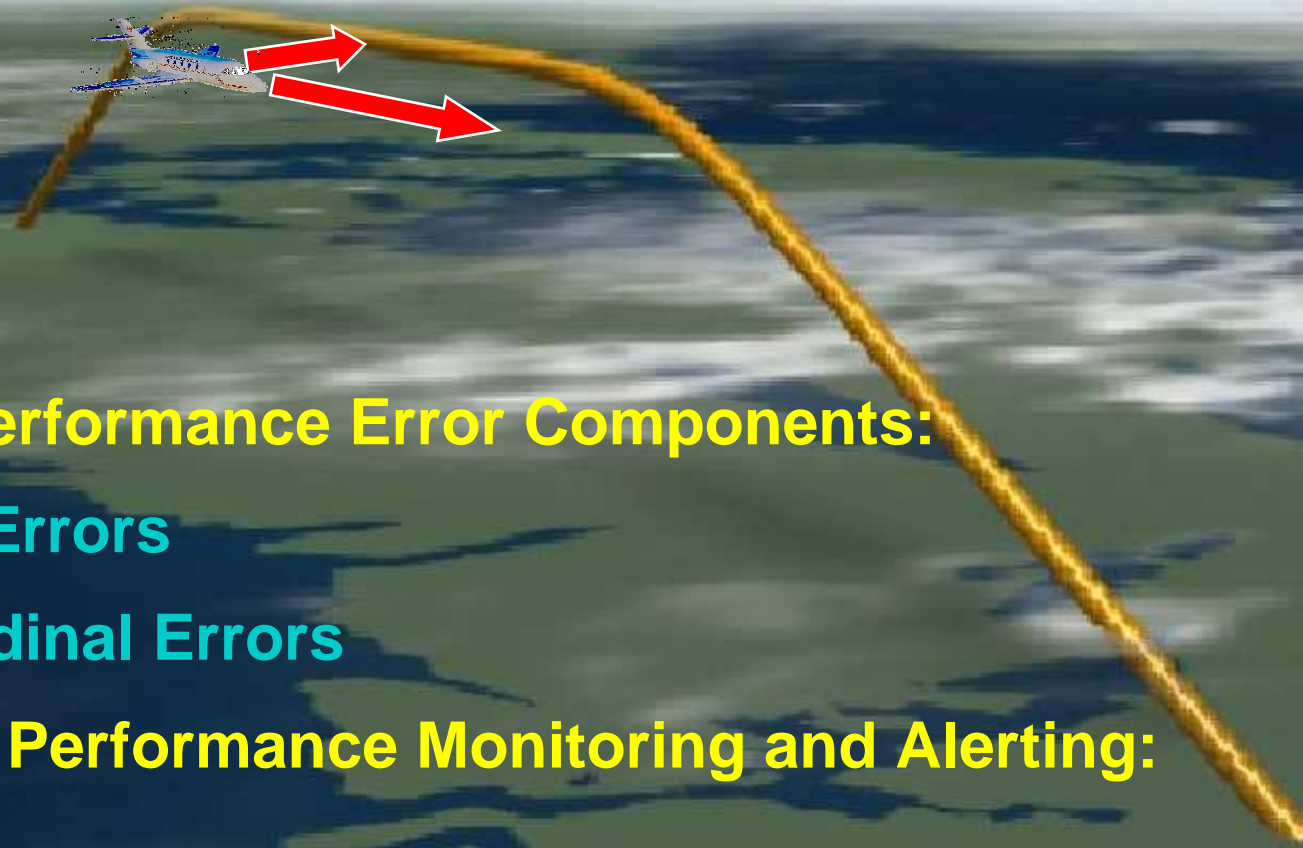 erformance Error Components:
Errors
dinal Errors
Performance Monitoring and Alerting: